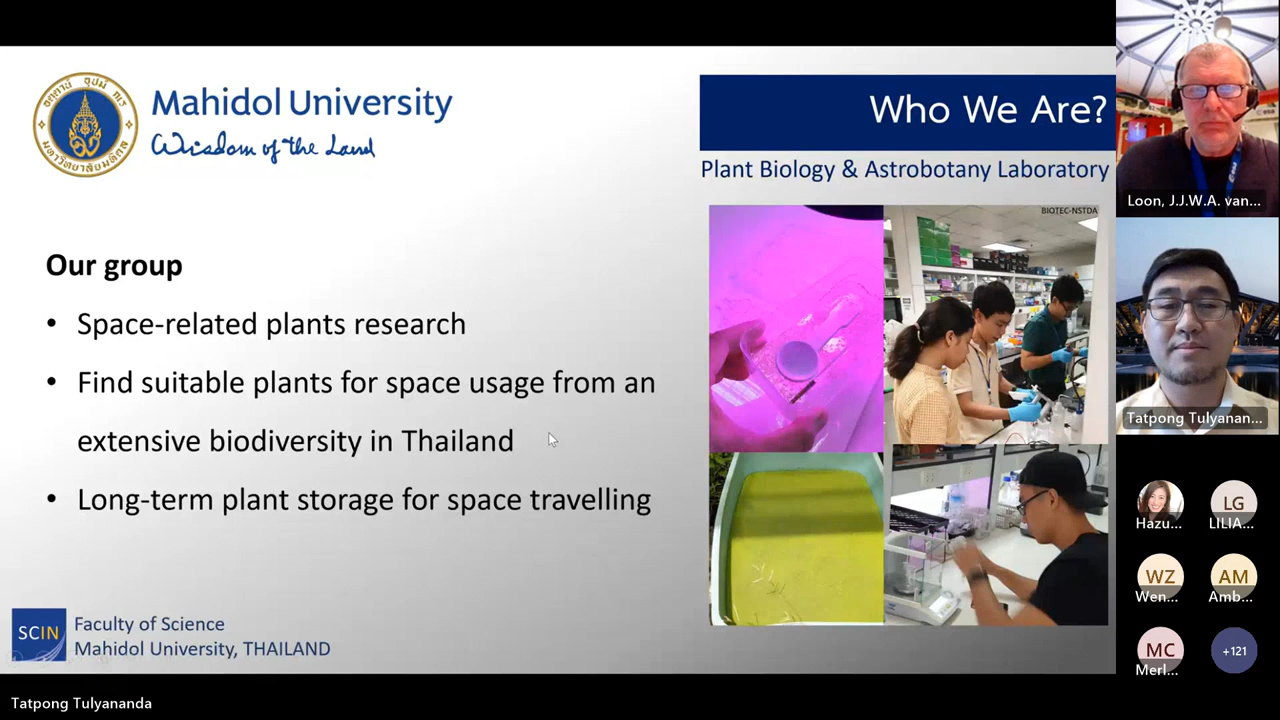 Mahidol University
Wisdom of the Land
Who We Are?
Plant Biology & Astrobotany Laboratory
BIOTEC-NSTDA
Our group
• Space-related plants research
• Find suitable plants for space usage from an
extensive biodiversity in Thailand
• Long-term plant storage for space travelling
SCIN
Faculty of Science
Mahidol University, THAILAND
Loon, J.J.W.A. van...
Tatpong Tulyanan...
Hazu...
LG
LILIA...
WZ
Wen...
AM
Amb...
MC
Merl...
+121
Tatpong Tulyananda